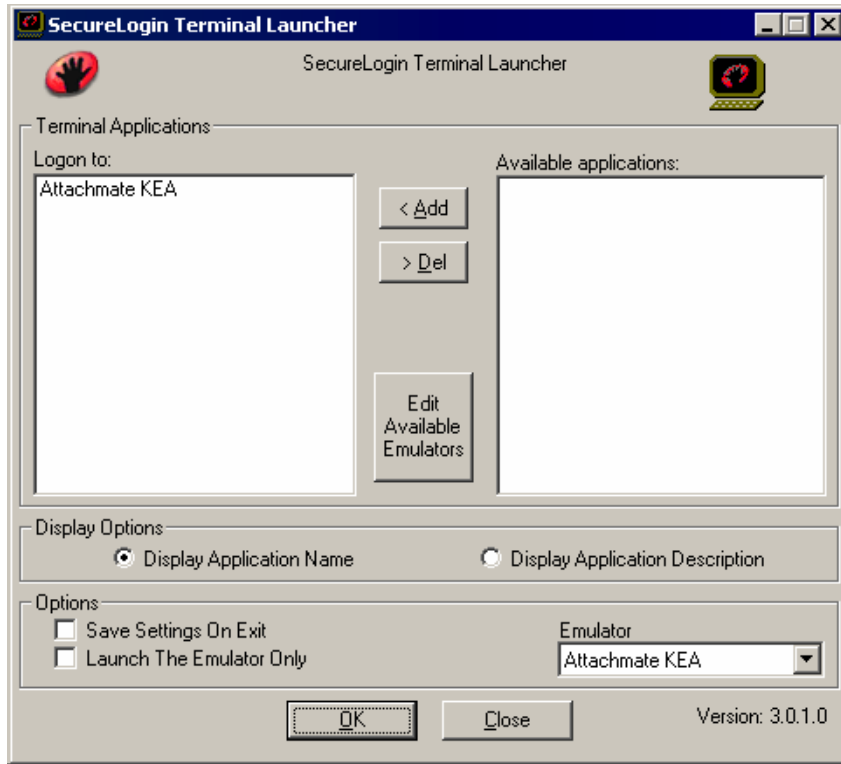 SecureLogin Terminal Launcher
SecureLogin Terminal Launcher
Terminal Applications
Logon to:
Available applications:
Attachmate KEA
< Add
> Del
Edit
Available
Emulators
Display Options
Display Application Name
Display Application Description
Options
Save Settings On Exit
Emulator
Launch The Emulator Only
Attachmate KEA
OK
Close
Version: 3.0.1.0